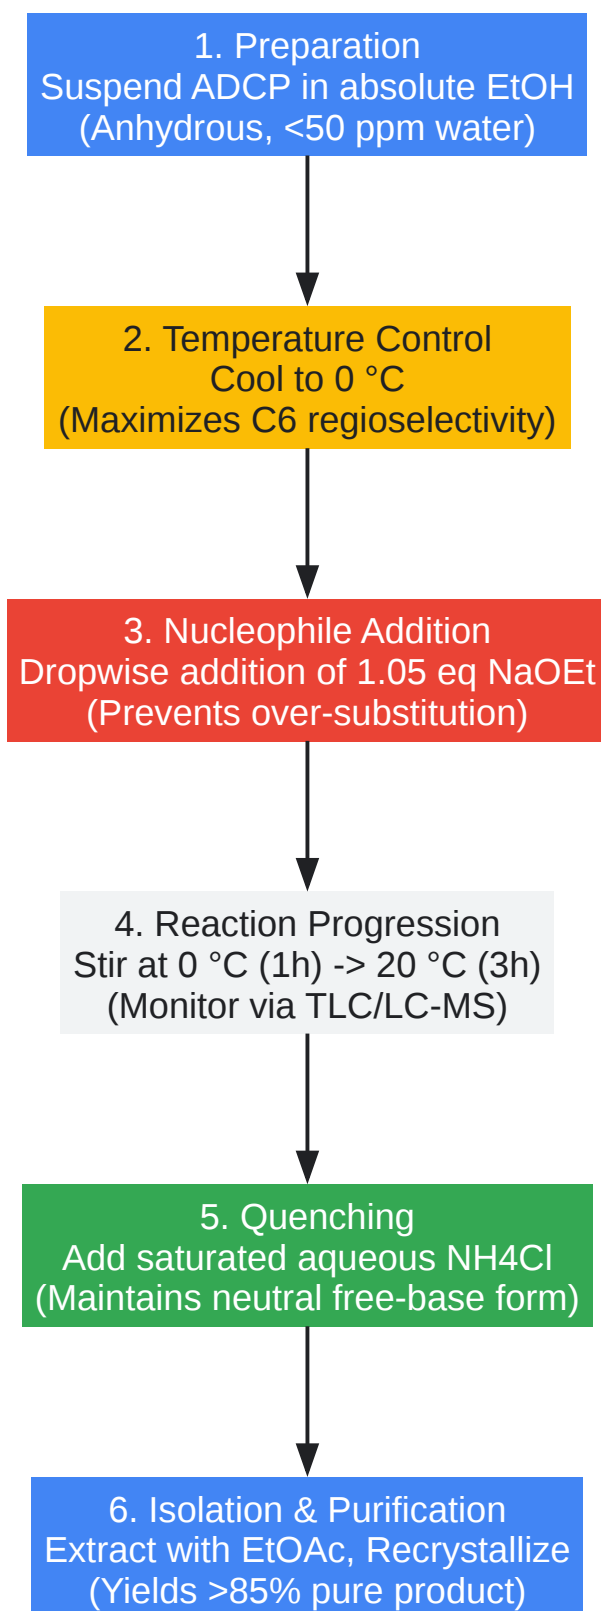 1. Preparation
Suspend ADCP in absolute EtOH
(Anhydrous, <50 ppm water)
2. Temperature Control
Cool to 0 °C
(Maximizes C6 regioselectivity)
3. Nucleophile Addition
Dropwise addition of 1.05 eq NaOEt
(Prevents over-substitution)
4. Reaction Progression
Stir at 0 °C (1h) -> 20 °C (3h)
(Monitor via TLC/LC-MS)
5. Quenching
Add saturated aqueous NH4Cl
(Maintains neutral free-base form)
6. Isolation & Purification
Extract with EtOAc, Recrystallize
(Yields >85% pure product)